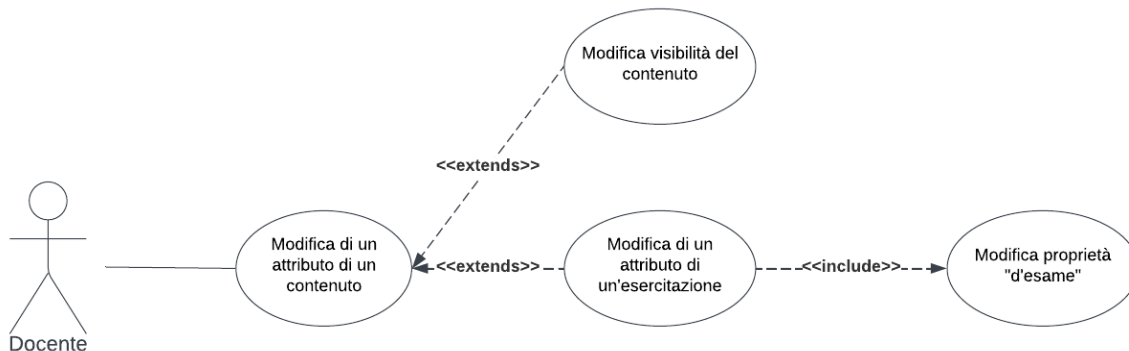 Modifica visibilità del
contenuto
<<extends>>
Modifica di un
attributo di un
contenuto
<<extends>>
Modifica di un
attributo di
un'esercitazione
<<include>>
Modifica proprietà
"d'esame"
Docente